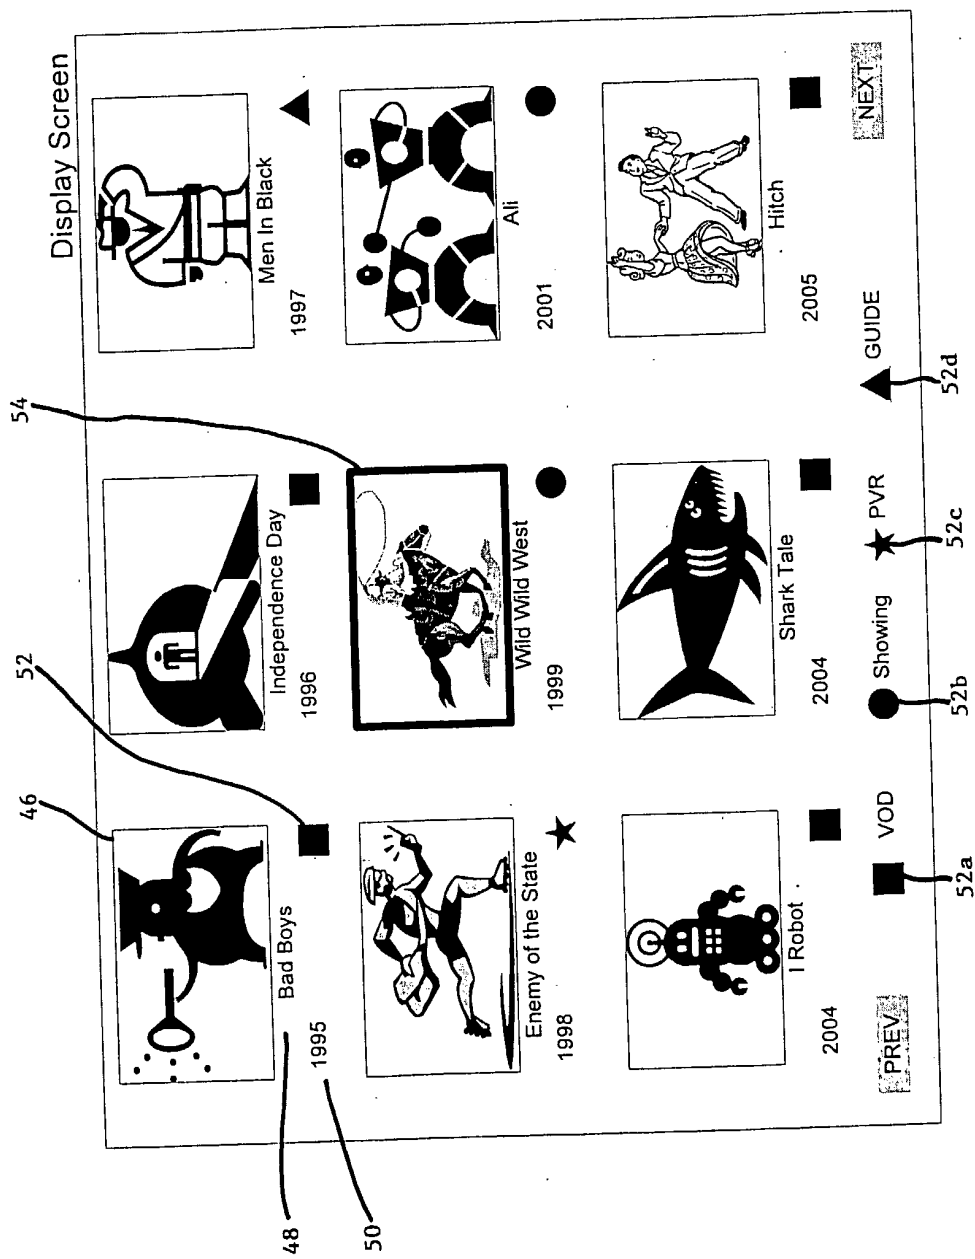 Display Screen
46
52
54
Bad Boys
1995
Independence Day
1996
Men In Black
1997
48
50
Enemy of the State
1998
Wild Wild West
1999
Ali
2001
I Robot
2004
Shark Tale
2004
Hitch
2005
PREV VOD Showing PVR GUIDE NEXT
52a 52b 52c 52d